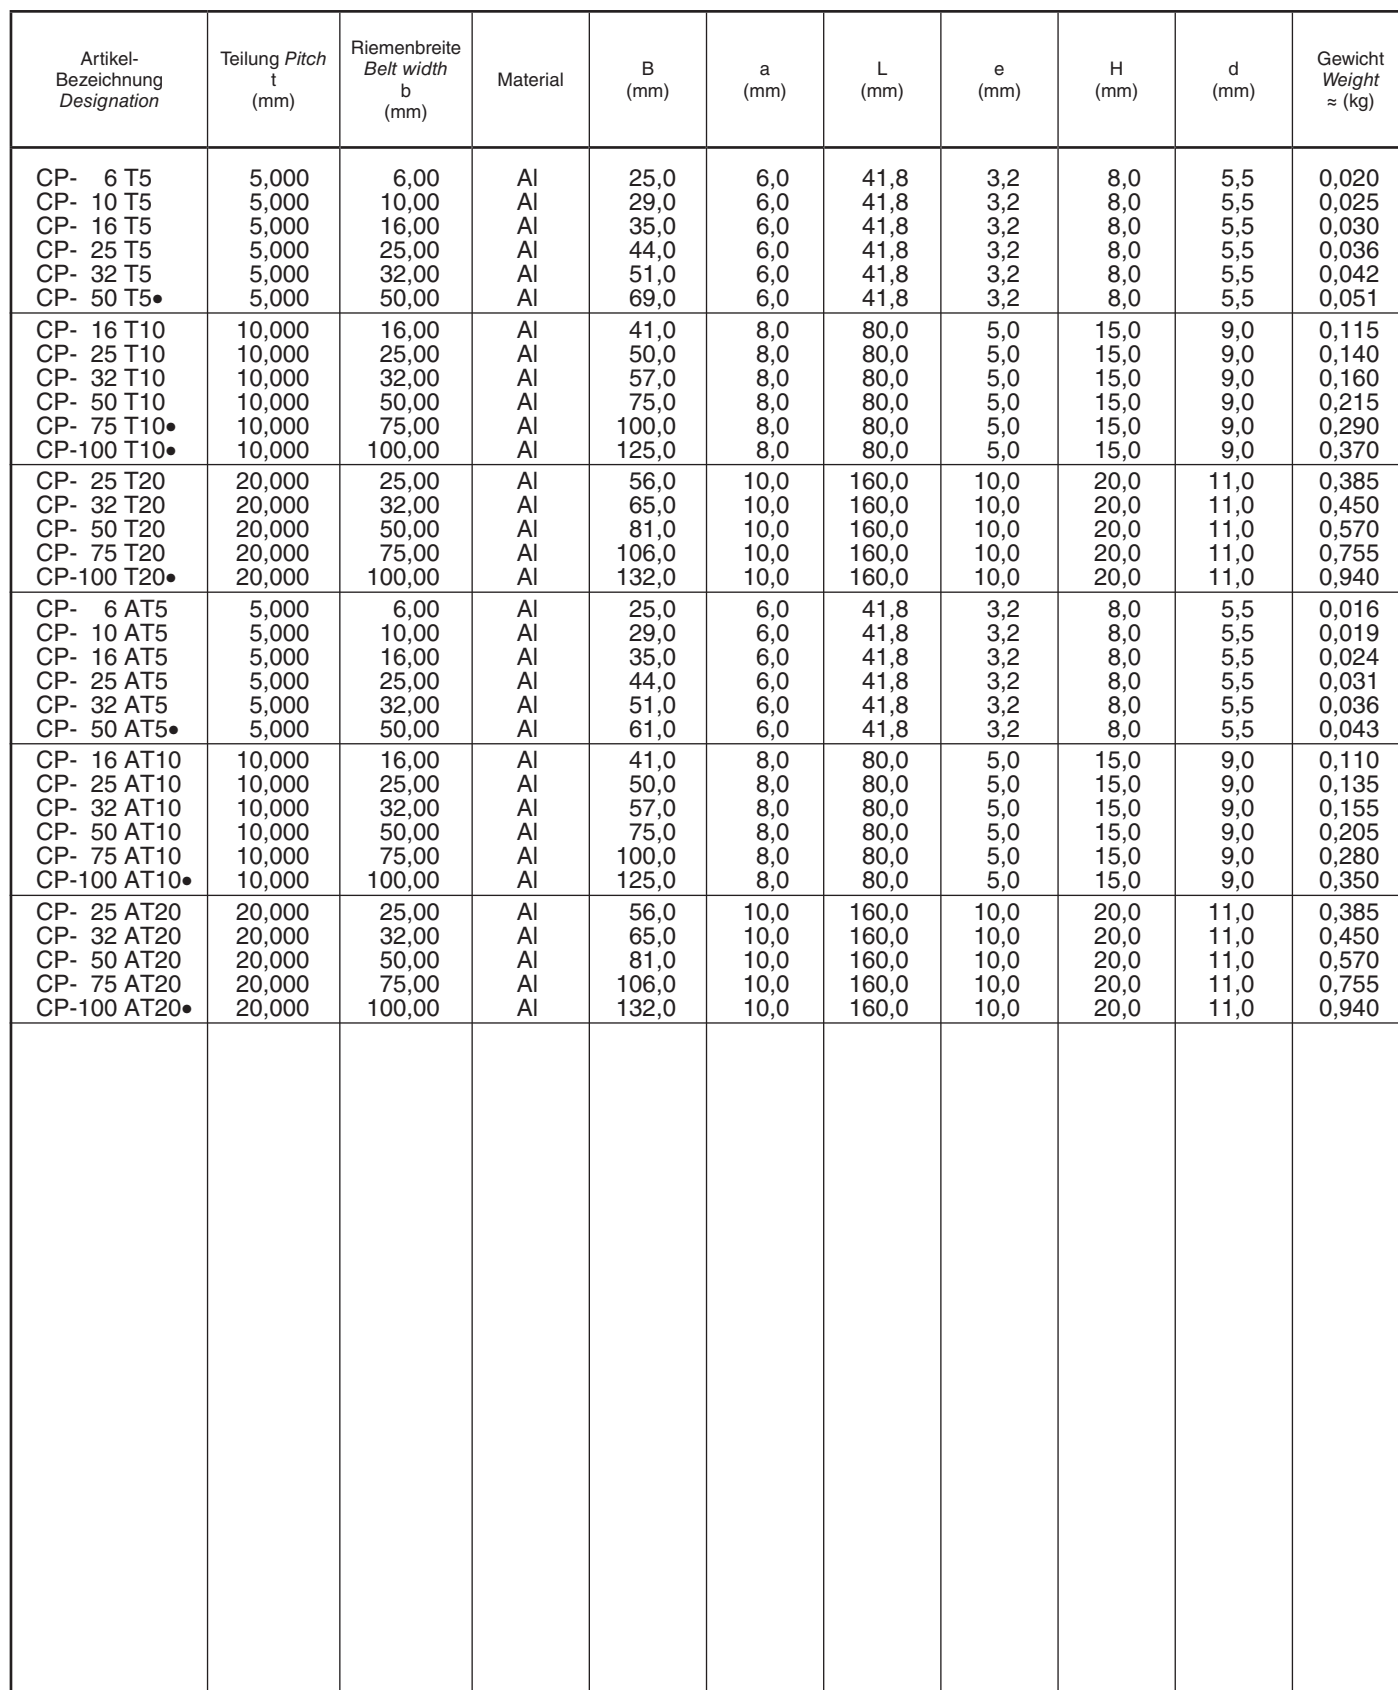 Artikel-
Bezeichnung
Designation
Teilung Pitch
t
(mm)
Riemenbreite
Belt width
b
(mm)
Material
B
(mm)
a
(mm)
L
(mm)
e
(mm)
H
(mm)
d
(mm)
Gewicht
Weight
≈ (kg)
CP- 6 T5 5,000 6,00 Al 25,0 6,0 41,8 3,2 8,0 5,5 0,020
CP- 10 T5 5,000 10,00 Al 29,0 6,0 41,8 3,2 8,0 5,5 0,025
CP- 16 T5 5,000 16,00 Al 35,0 6,0 41,8 3,2 8,0 5,5 0,030
CP- 25 T5 5,000 25,00 Al 44,0 6,0 41,8 3,2 8,0 5,5 0,036
CP- 32 T5 5,000 32,00 Al 51,0 6,0 41,8 3,2 8,0 5,5 0,042
CP- 50 T5• 5,000 50,00 Al 69,0 6,0 41,8 3,2 8,0 5,5 0,051
CP- 16 T10 10,000 16,00 Al 41,0 8,0 80,0 5,0 15,0 9,0 0,115
CP- 25 T10 10,000 25,00 Al 50,0 8,0 80,0 5,0 15,0 9,0 0,140
CP- 32 T10 10,000 32,00 Al 57,0 8,0 80,0 5,0 15,0 9,0 0,160
CP- 50 T10 10,000 50,00 Al 75,0 8,0 80,0 5,0 15,0 9,0 0,215
CP- 75 T10• 10,000 75,00 Al 100,0 8,0 80,0 5,0 15,0 9,0 0,290
CP-100 T10• 10,000 100,00 Al 125,0 8,0 80,0 5,0 15,0 9,0 0,370
CP- 25 T20 20,000 25,00 Al 56,0 10,0 160,0 10,0 20,0 11,0 0,385
CP- 32 T20 20,000 32,00 Al 65,0 10,0 160,0 10,0 20,0 11,0 0,450
CP- 50 T20 20,000 50,00 Al 81,0 10,0 160,0 10,0 20,0 11,0 0,570
CP- 75 T20 20,000 75,00 Al 106,0 10,0 160,0 10,0 20,0 11,0 0,755
CP-100 T20• 20,000 100,00 Al 132,0 10,0 160,0 10,0 20,0 11,0 0,940
CP- 6 AT5 5,000 6,00 Al 25,0 6,0 41,8 3,2 8,0 5,5 0,016
CP- 10 AT5 5,000 10,00 Al 29,0 6,0 41,8 3,2 8,0 5,5 0,019
CP- 16 AT5 5,000 16,00 Al 35,0 6,0 41,8 3,2 8,0 5,5 0,024
CP- 25 AT5 5,000 25,00 Al 44,0 6,0 41,8 3,2 8,0 5,5 0,031
CP- 32 AT5 5,000 32,00 Al 51,0 6,0 41,8 3,2 8,0 5,5 0,036
CP- 50 AT5• 5,000 50,00 Al 61,0 6,0 41,8 3,2 8,0 5,5 0,043
CP- 16 AT10 10,000 16,00 Al 41,0 8,0 80,0 5,0 15,0 9,0 0,110
CP- 25 AT10 10,000 25,00 Al 50,0 8,0 80,0 5,0 15,0 9,0 0,135
CP- 32 AT10 10,000 32,00 Al 57,0 8,0 80,0 5,0 15,0 9,0 0,155
CP- 50 AT10 10,000 50,00 Al 75,0 8,0 80,0 5,0 15,0 9,0 0,205
CP- 75 AT10 10,000 75,00 Al 100,0 8,0 80,0 5,0 15,0 9,0 0,280
CP-100 AT10• 10,000 100,00 Al 125,0 8,0 80,0 5,0 15,0 9,0 0,350
CP- 25 AT20 20,000 25,00 Al 56,0 10,0 160,0 10,0 20,0 11,0 0,385
CP- 32 AT20 20,000 32,00 Al 65,0 10,0 160,0 10,0 20,0 11,0 0,450
CP- 50 AT20 20,000 50,00 Al 81,0 10,0 160,0 10,0 20,0 11,0 0,570
CP- 75 AT20 20,000 75,00 Al 106,0 10,0 160,0 10,0 20,0 11,0 0,755
CP-100 AT20• 20,000 100,00 Al 132,0 10,0 160,0 10,0 20,0 11,0 0,940